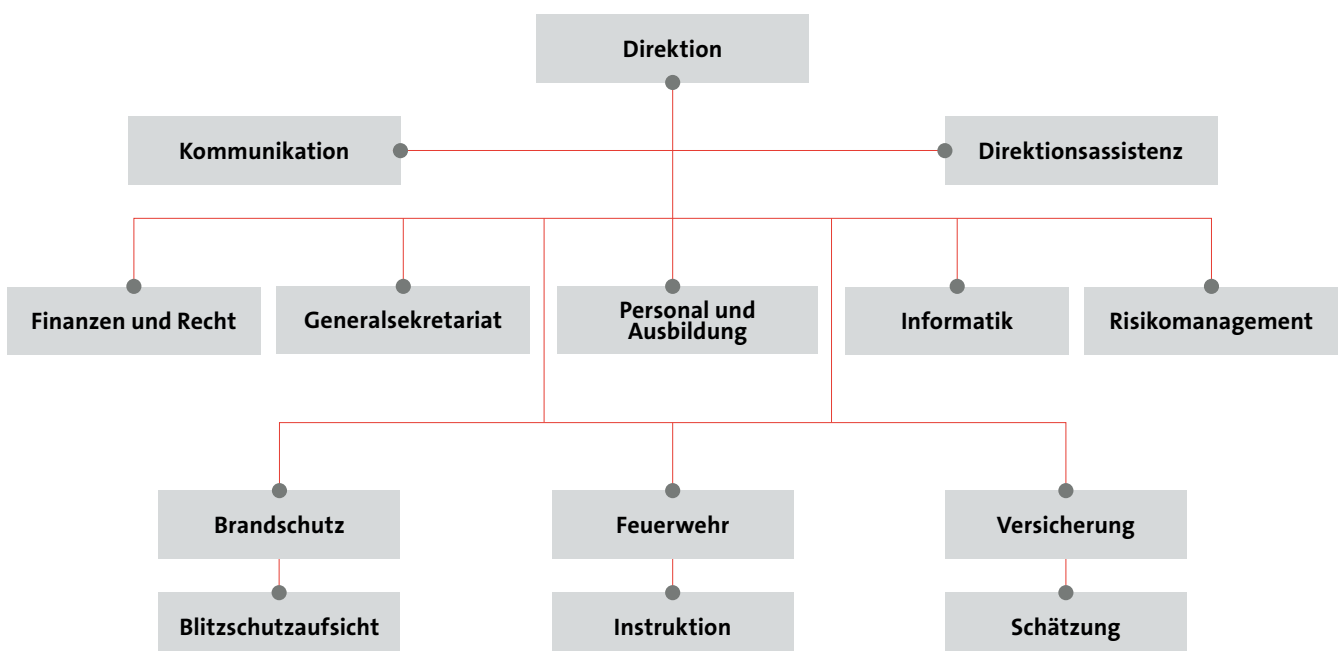 Direktion
Kommunikation
Direktionsassistenz
Finanzen und Recht
Generalsekretariat
Personal und
Ausbildung
Informatik
Risikomanagement
Brandschutz
Feuerwehr
Versicherung
Blitzschutzaufsicht
Instruktion
Schätzung